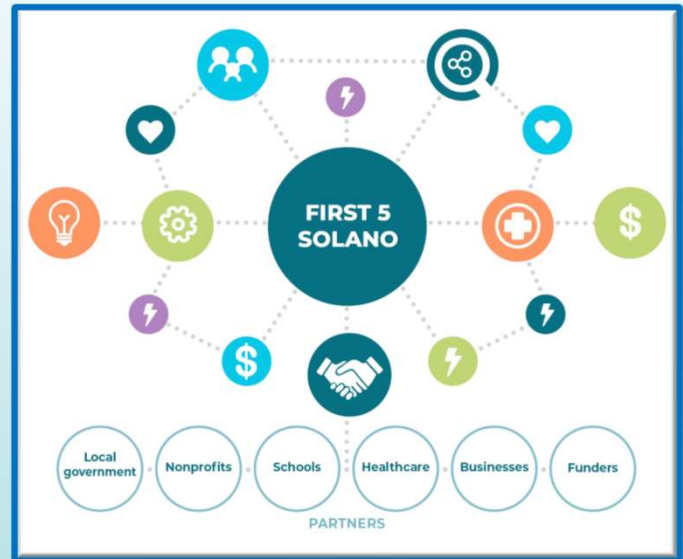 FIRST 5
SOLANO
$
$
Local
government
Nonprofits
Schools
Healthcare
Businesses
Funders
PARTNERS